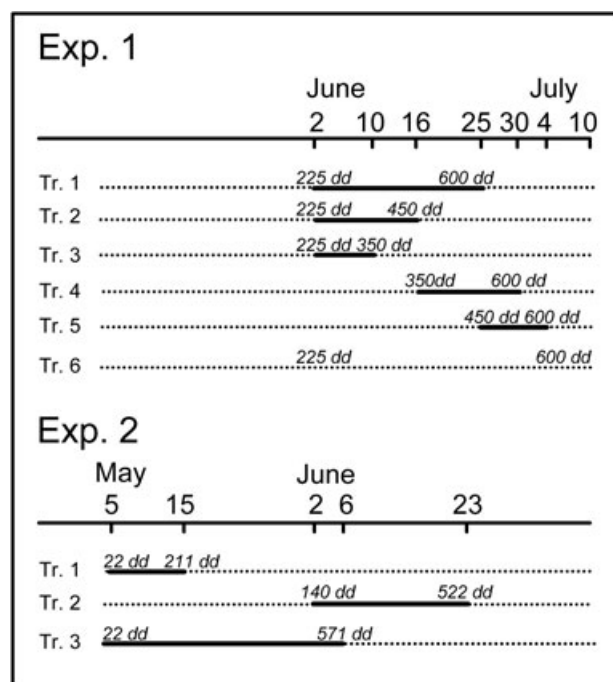 Exp. 1
June July
2 10 16 25 30 4 10
Tr. 1 225 dd 600 dd
Tr. 2 225 dd 450 dd
Tr. 3 225 dd 350 dd
Tr. 4 350dd 600 dd
Tr. 5 450 dd 600 dd
Tr. 6 225 dd 600 dd
Exp. 2
May June
5 15 2 6 23
Tr. 1 22 dd 211 dd
Tr. 2 140 dd 522 dd
Tr. 3 22 dd 571 dd